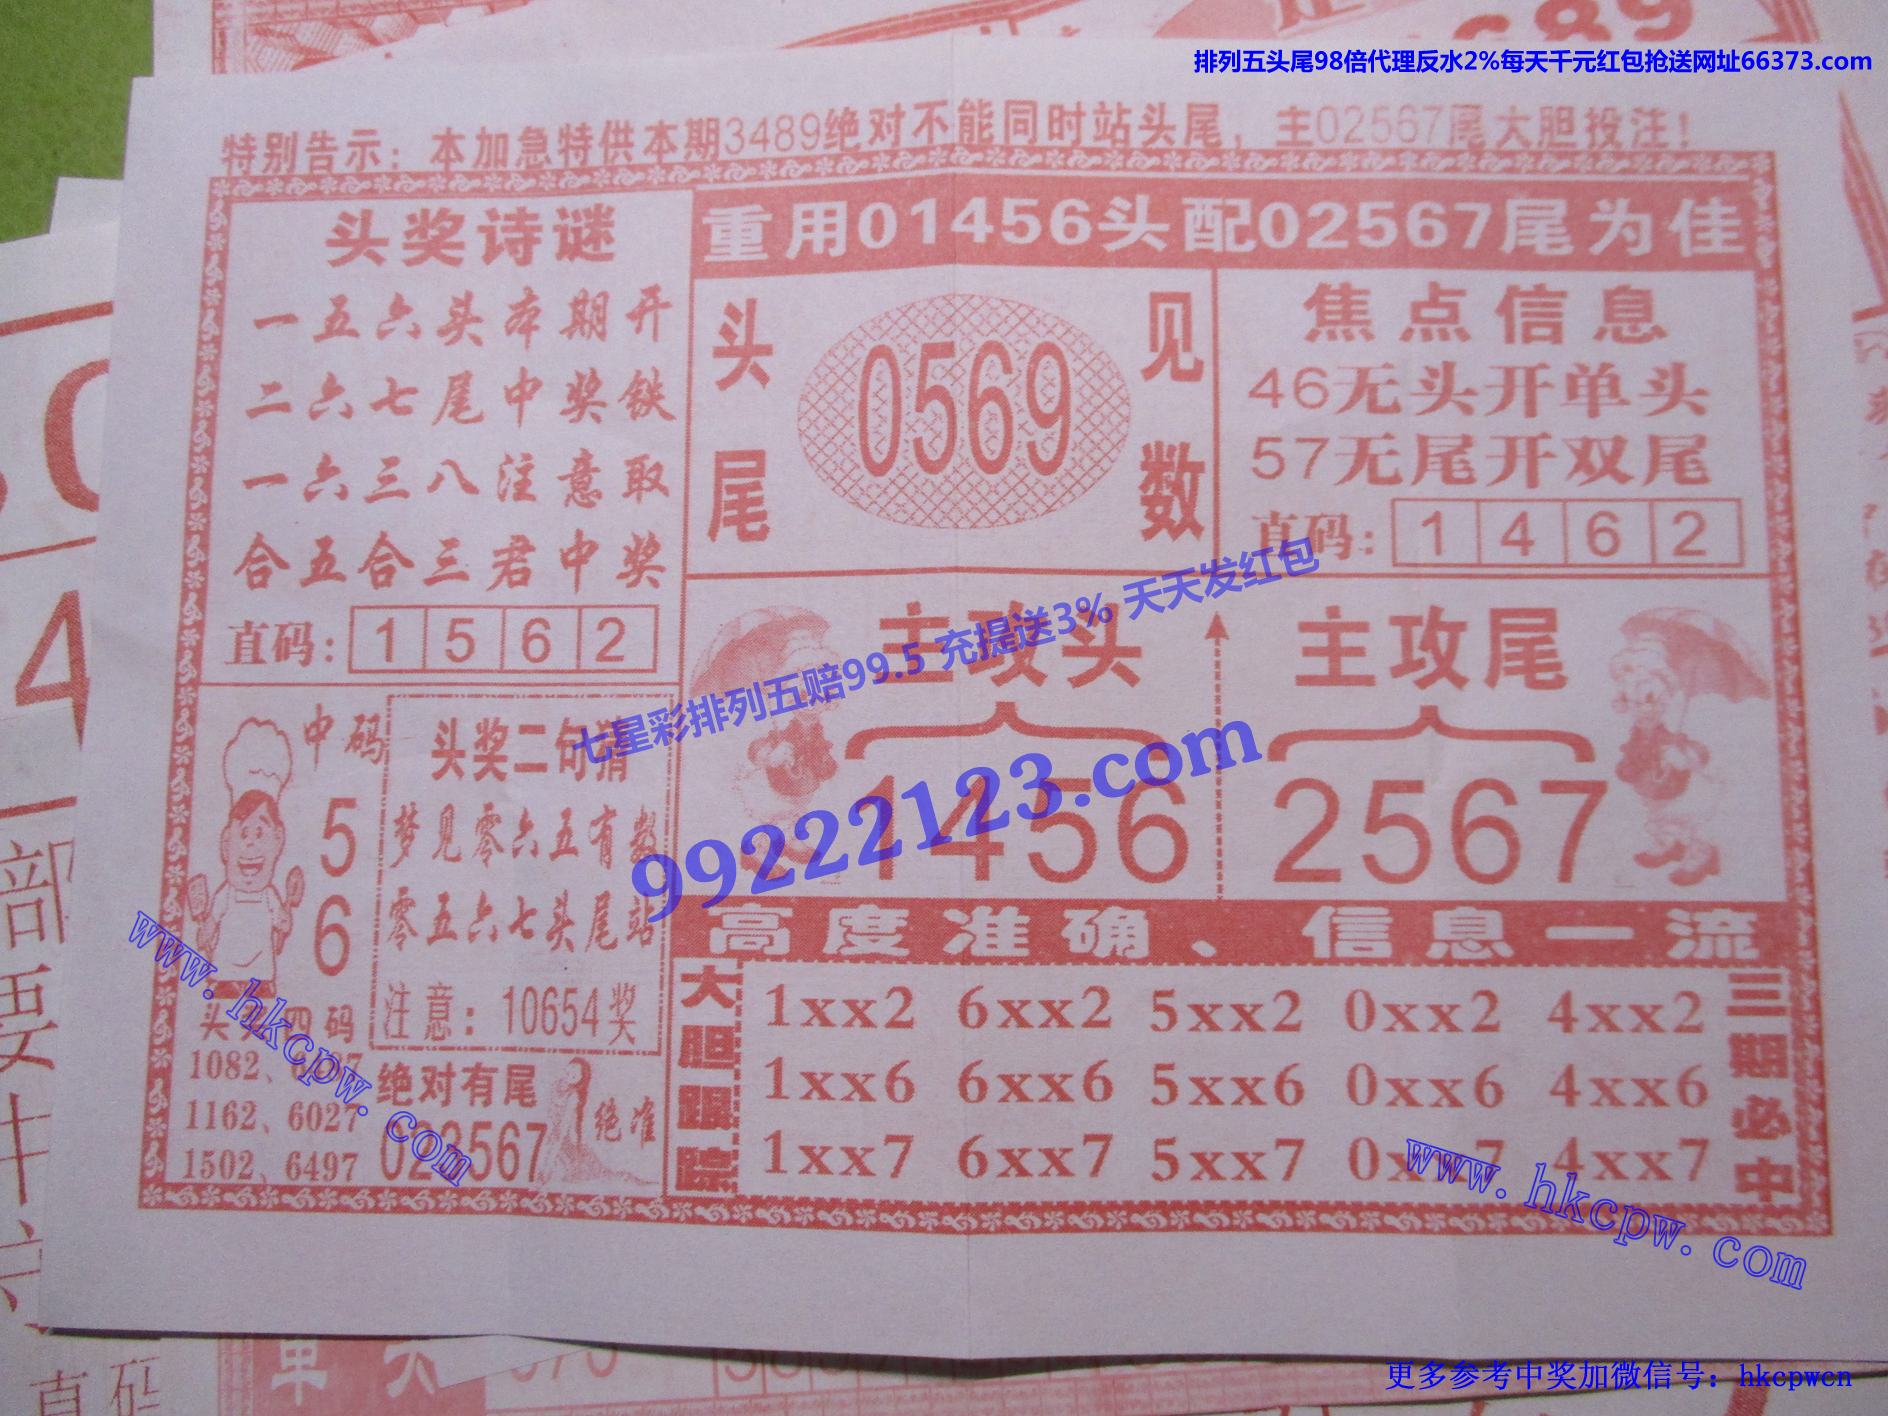 689
排列五头尾98倍代理反水2%每天千元红包抢送网址66373.com
特别告示：本加急特供本期3489绝对不能同时站头尾，主02567尾大胆投注！
头奖诗谜
一五六头本期开
二六七尾中奖铁
一六三八注意取
合五合三君中奖
直码：1562
重用01456头配02567尾为佳
头尾
0569
见数
焦点信息
46无头开单头
57无尾开双尾
直码：1462
主攻头
1456
主攻尾
2567
七星彩排列五赔99.5 充提送3% 天天发红包
99222123.com
中码
5
6
头奖二句猜
梦见零六五有数
零五六七头尾站
注意：10654奖
头奖四码
1082、
1162、6027
1502、6497
绝对有尾
绝准
高度准确、信息一流
大胆跟踪
1xx2 6xx2 5xx2 0xx2 4xx2
1xx6 6xx6 5xx6 0xx6 4xx6
1xx7 6xx7 5xx7 0xx7 4xx7
三期必中
www.hkcpw.com
www.hkcpw.com
4
部
要
直码
更多参考中奖加微信号：hkcpwcn